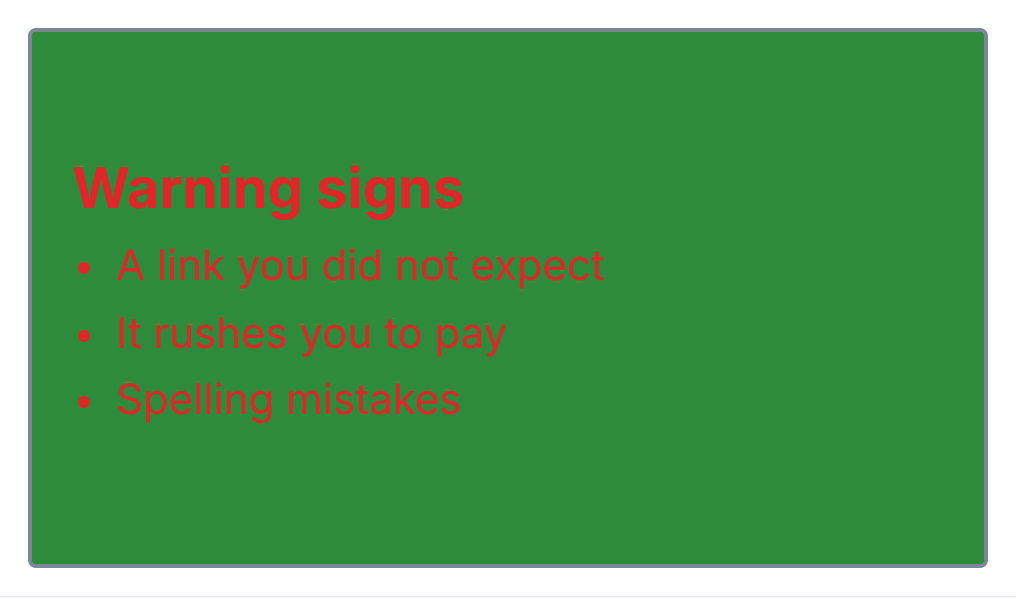 Warning signs
• A link you did not expect
• It rushes you to pay
• Spelling mistakes